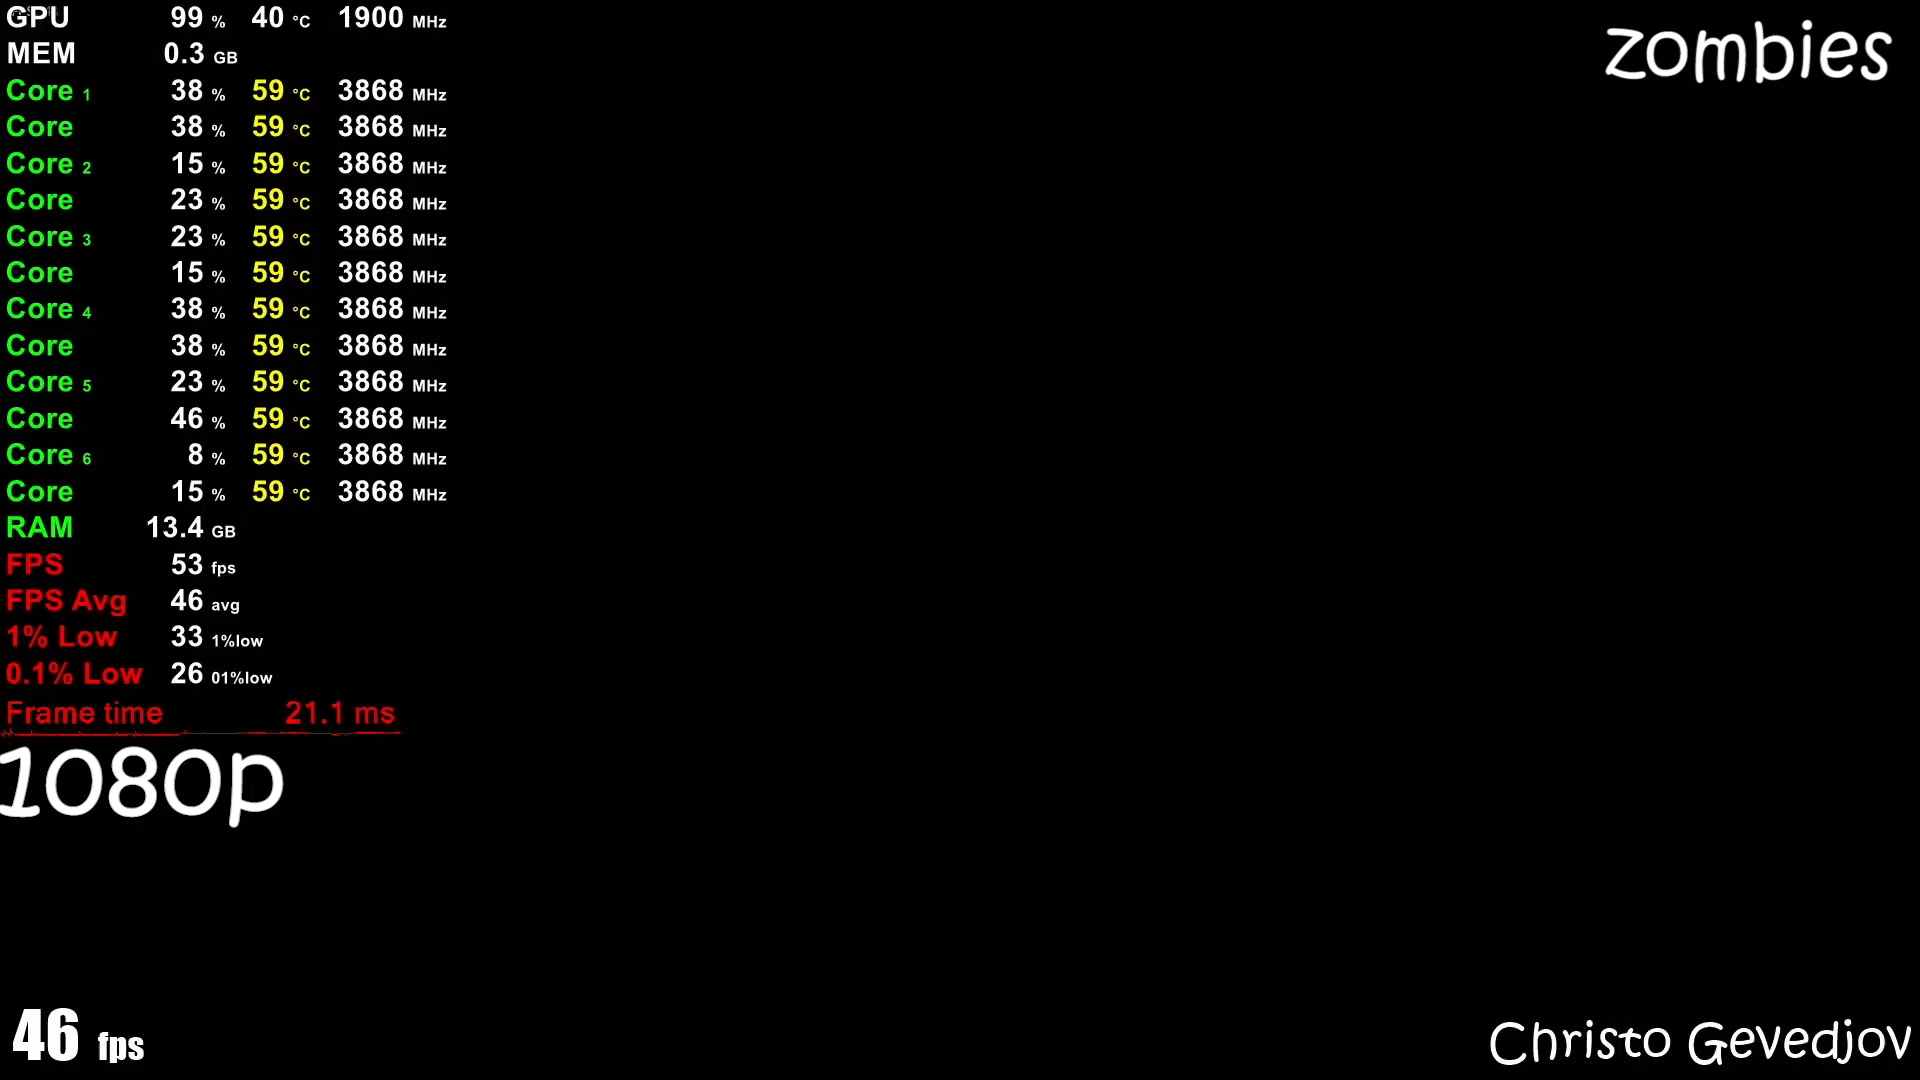 GPU 99 % 40 °C 1900 MHz
MEM 0.3 GB
Core 1 38 % 59 °C 3868 MHz
Core 38 % 59 °C 3868 MHz
Core 2 15 % 59 °C 3868 MHz
Core 23 % 59 °C 3868 MHz
Core 3 23 % 59 °C 3868 MHz
Core 15 % 59 °C 3868 MHz
Core 4 38 % 59 °C 3868 MHz
Core 38 % 59 °C 3868 MHz
Core 5 23 % 59 °C 3868 MHz
Core 46 % 59 °C 3868 MHz
Core 6 8 % 59 °C 3868 MHz
Core 15 % 59 °C 3868 MHz
RAM 13.4 GB
FPS 53 fps
FPS Avg 46 avg
1% Low 33 1%low
0.1% Low 26 01%low
Frame time 21.1 ms
1080p
46 fps
zombies
Christo Gevedjov